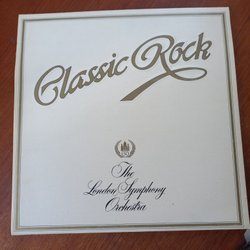 Classic Rock
The
London Symphony
Orchestra